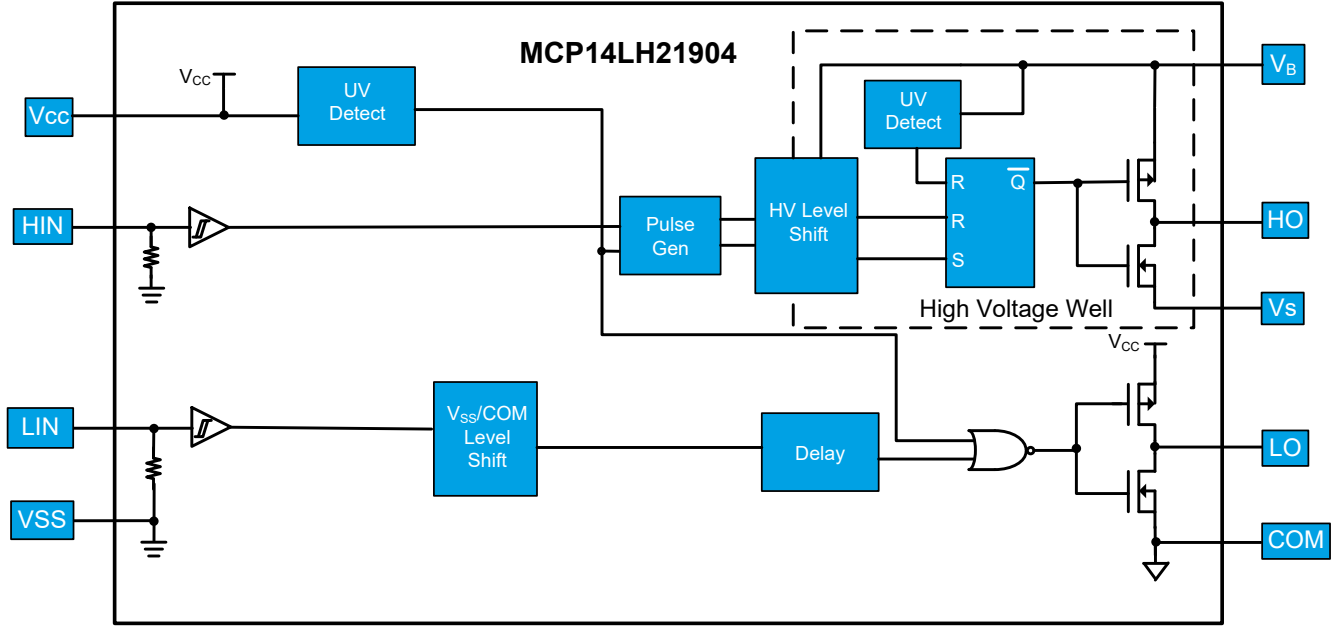 MCP14LH21904
VCC
UV
Detect
VB
Vcc
UV
Detect
HIN
Pulse
Gen
HV Level
Shift
R
Q
R
S
HO
High Voltage Well
Vs
VCC
LIN
VSS/COM
Level
Shift
Delay
LO
VSS
COM